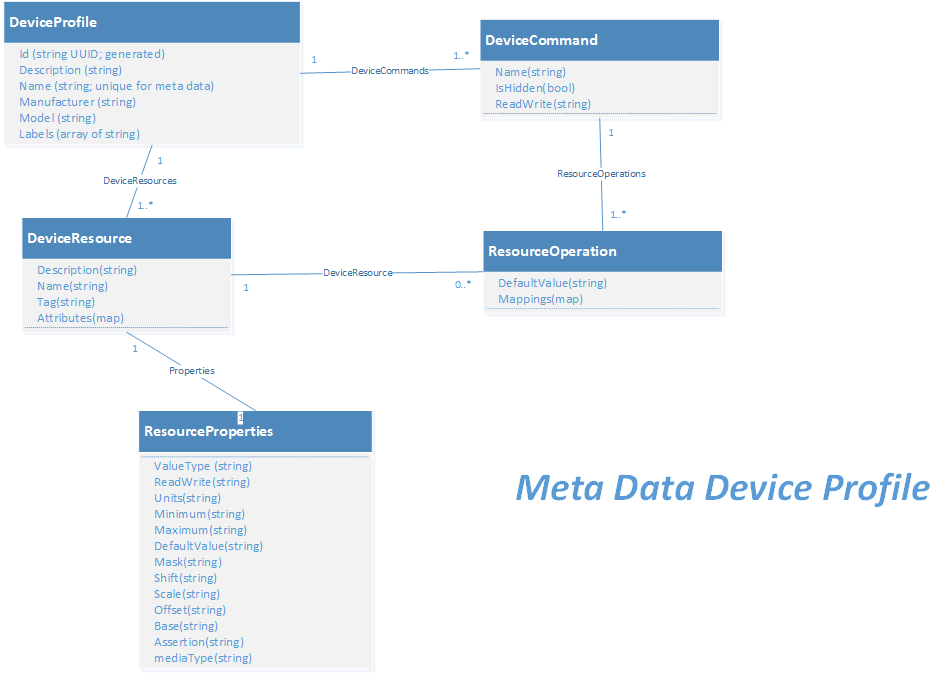 DeviceProfile
Id (string UUID; generated)
Description (string)
Name (string; unique for meta data)
Manufacturer (string)
Model (string)
Labels (array of string)
1
DeviceCommands
1..*
DeviceCommand
Name(string)
IsHidden(bool)
ReadWrite(string)
1
DeviceResources
1..*
1
ResourceOperations
1..*
DeviceResource
Description(string)
Name(string)
Tag(string)
Attributes(map)
1
DeviceResource
0..*
ResourceOperation
DefaultValue(string)
Mappings(map)
1
Properties
1
ResourceProperties
ValueType (string)
ReadWrite(string)
Units(string)
Minimum(string)
Maximum(string)
DefaultValue(string)
Mask(string)
Shift(string)
Scale(string)
Offset(string)
Base(string)
Assertion(string)
mediaType(string)
Meta Data Device Profile